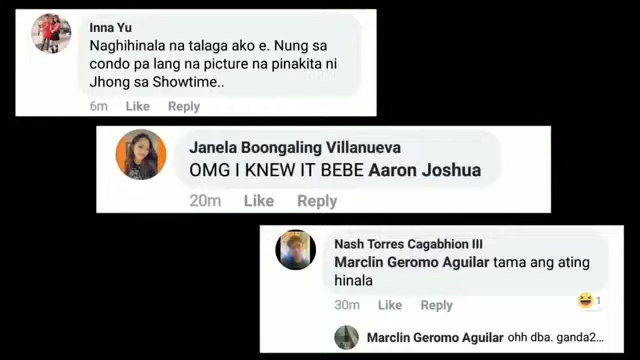 Inna Yu
Naghihinala na talaga ako e. Nung sa
condo pa lang na picture na pinakita ni
Jhong sa Showtime..
6m Like Reply
Janela Boongaling Villanueva
OMG I KNEW IT BEBE Aaron Joshua
20m Like Reply
Nash Torres Cagabhion III
Marclin Geromo Aguilar tama ang ating
hinala
1
30m Like Reply
Marclin Geromo Aguilar ohh dba. ganda2...